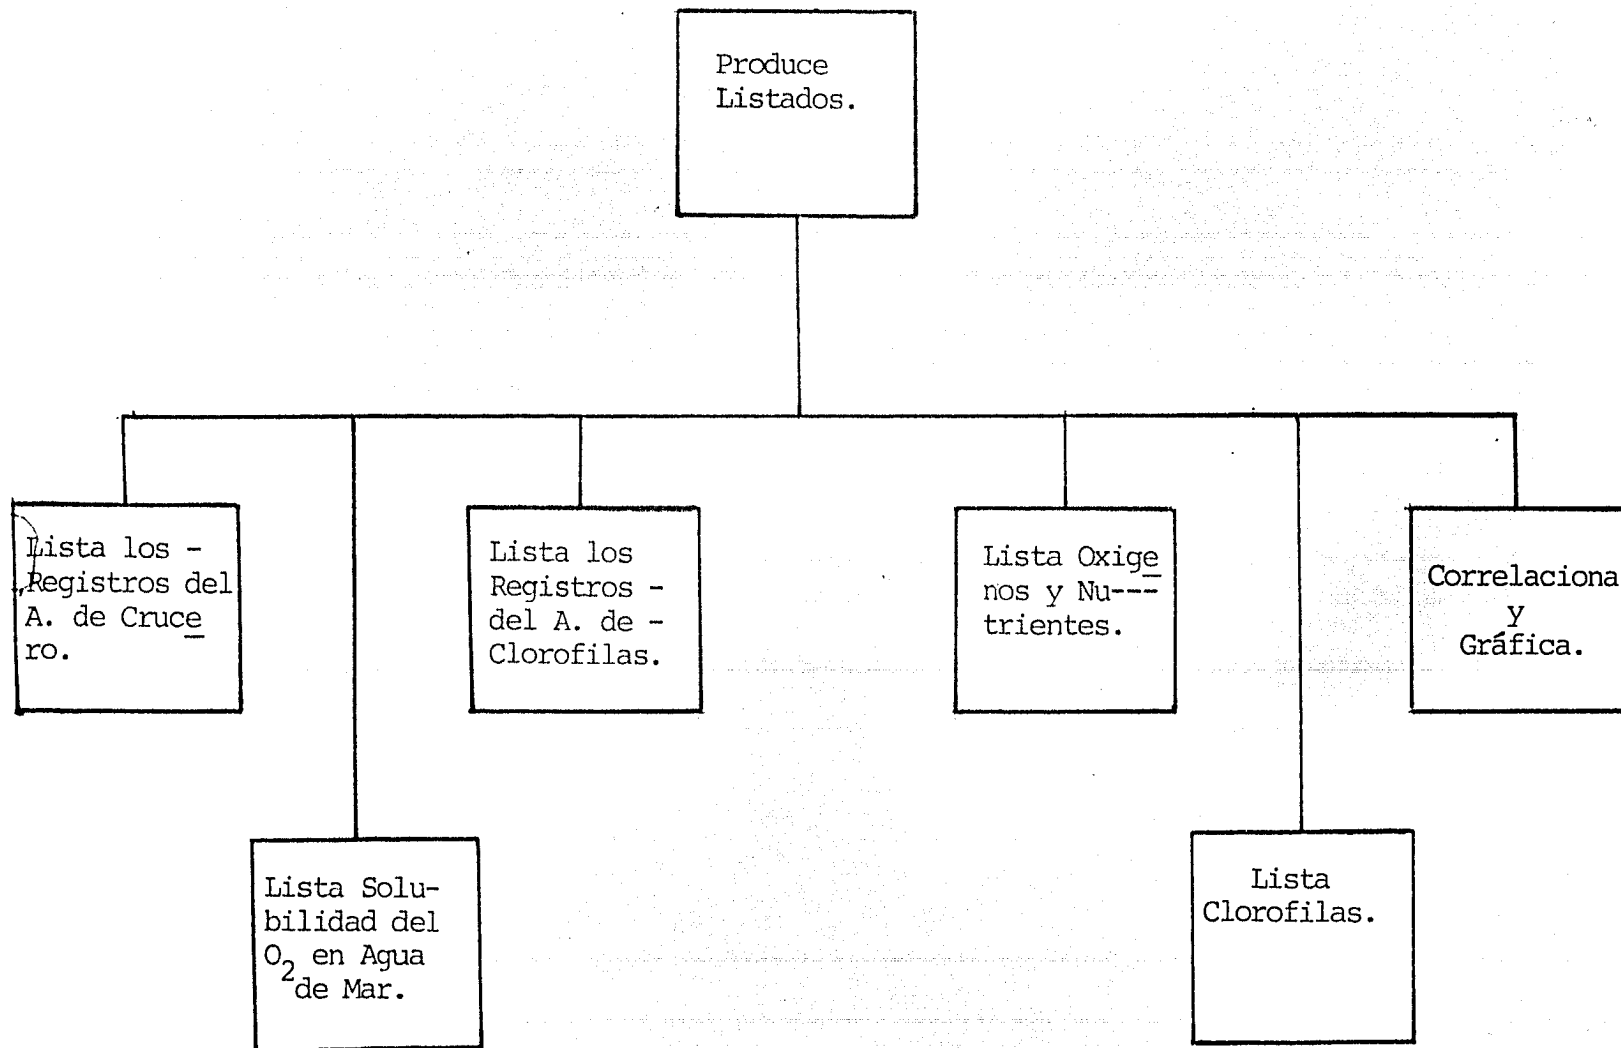 Produce
Listados.
Lista los -
Registros del
A. de Cruce
ro.
Lista los
Registros -
del A. de -
Clorofilas.
Lista Oxige
nos y Nu---
trientes.
Correlaciona
y
Gráfica.
Lista Solu-
bilidad del
O2 en Agua
de Mar.
Lista
Clorofilas.